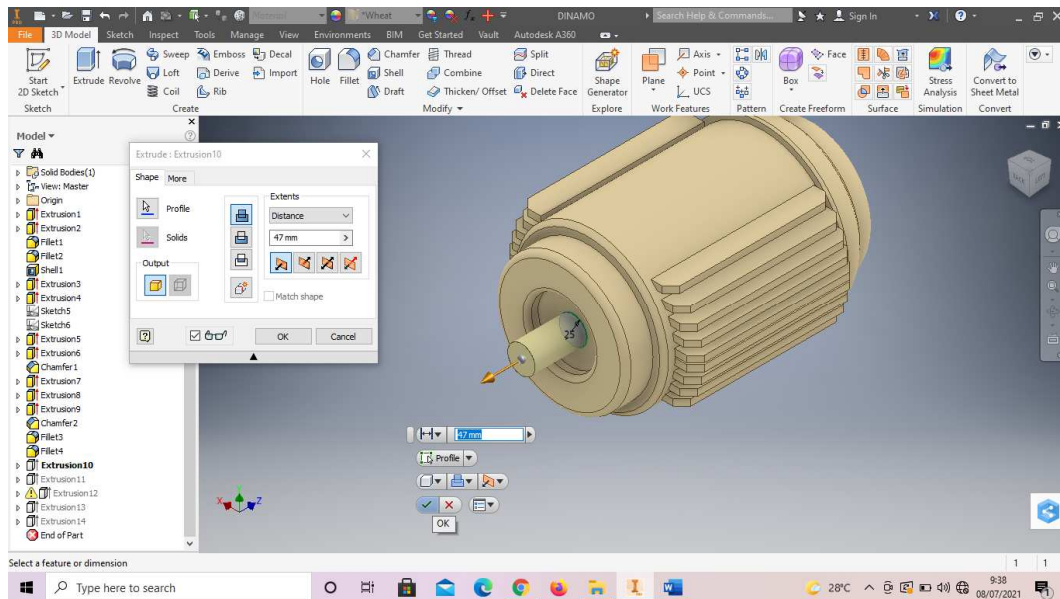 Material
*Wheat
DINAMO
Search Help & Commands...
Sign In
File 3D Model Sketch Inspect Tools Manage View Environments BIM Get Started Vault Autodesk A360
Start 2D Sketch
Extrude
Revolve
Sweep
Loft
Coil
Emboss
Derive
Rib
Decal
Import
Hole
Fillet
Chamfer
Shell
Draft
Thread
Combine
Thicken/ Offset
Split
Direct
Delete Face
Shape Generator
Plane
Axis
Point
UCS
Box
Face
Stress Analysis
Convert to Sheet Metal
Sketch
Create
Modify
Explore
Work Features
Pattern
Create Freeform
Surface
Simulation
Convert
Model
Solid Bodies(1)
View: Master
Origin
Extrusion1
Extrusion2
Fillet1
Fillet2
Shell1
Extrusion3
Extrusion4
Sketch5
Sketch6
Extrusion5
Extrusion6
Chamfer1
Extrusion7
Extrusion8
Extrusion9
Chamfer2
Fillet3
Fillet4
Extrusion10
Extrusion11
Extrusion12
Extrusion13
Extrusion14
End of Part
Extrude : Extrusion10
Shape More
Profile
Solids
Output
Extents
Distance
47 mm
Match shape
OK Cancel
25
47 mm
Profile
OK
X Y Z
BACK LEFT
Select a feature or dimension
1 1
Type here to search
28°C
9:38
08/07/2021